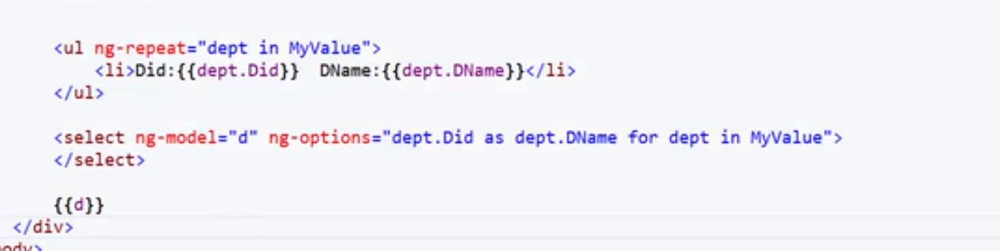 <ul ng-repeat="dept in MyValue">
<li>Did:{{dept.Did}}  DName:{{dept.DName}}</li>
</ul>
<select ng-model="d" ng-options="dept.Did as dept.DName for dept in MyValue">
</select>
{{d}}
</div>